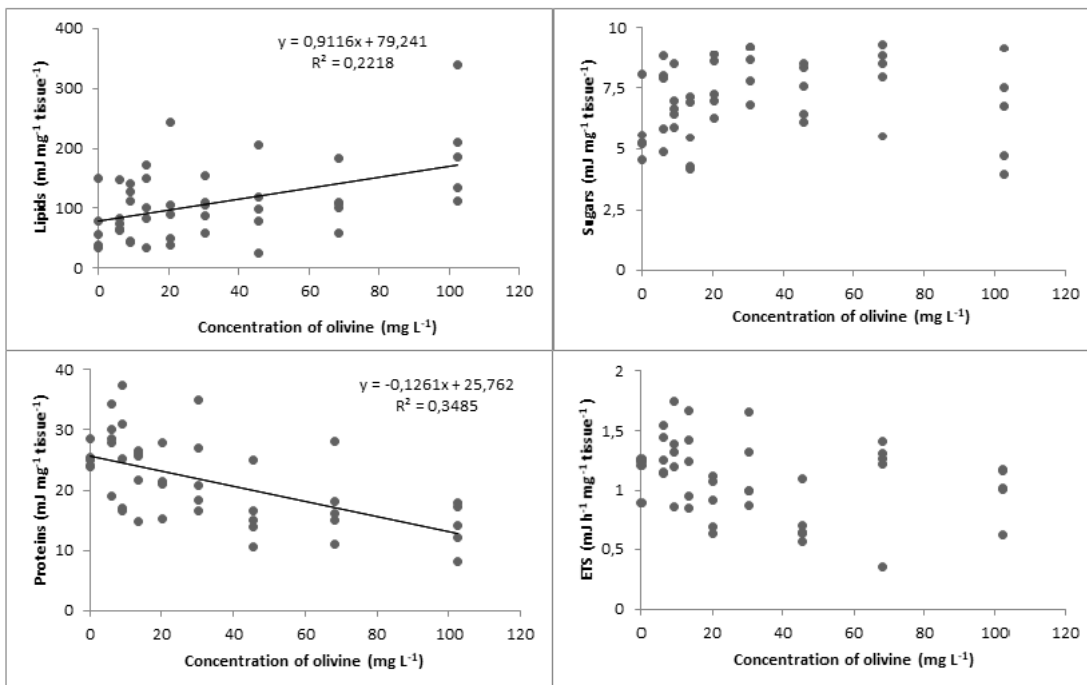 400
300
200
100
0
0 20 40 60 80 100 120
Lipids (mJ mg⁻¹ tissue⁻¹)
Concentration of olivine (mg L⁻¹)
y = 0,9116x + 79,241
R² = 0,2218
10
7,5
5
2,5
0
0 20 40 60 80 100 120
Sugars (mJ mg⁻¹ tissue⁻¹)
Concentration of olivine (mg L⁻¹)
40
30
20
10
0
0 20 40 60 80 100 120
Proteins (mJ mg⁻¹ tissue⁻¹)
Concentration of olivine (mg L⁻¹)
y = -0,1261x + 25,762
R² = 0,3485
2
1,5
1
0,5
0
0 20 40 60 80 100 120
ETS (mJ h⁻¹ mg⁻¹ tissue⁻¹)
Concentration of olivine (mg L⁻¹)